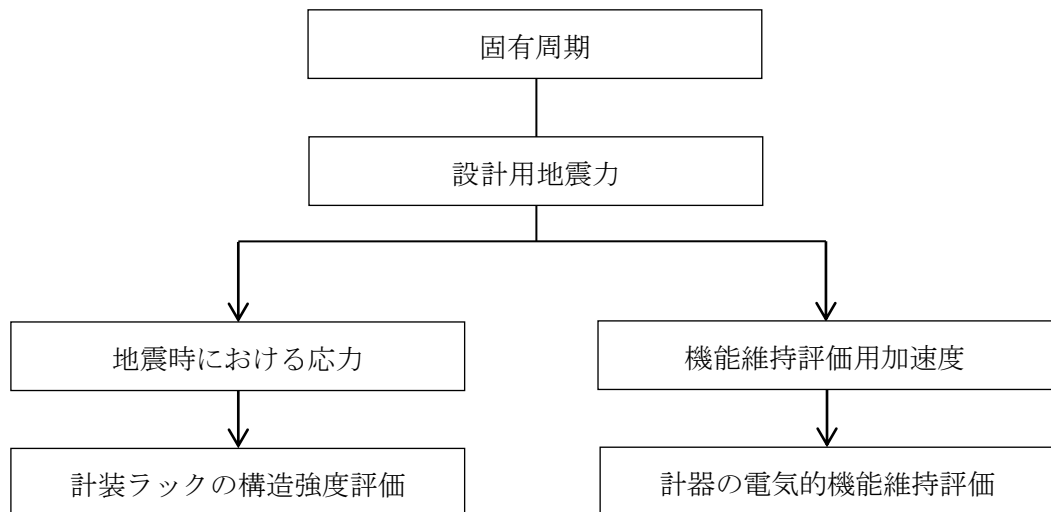 固有周期
設計用地震力
地震時における応力
機能維持評価用加速度
計装ラックの構造強度評価
計器の電気的機能維持評価